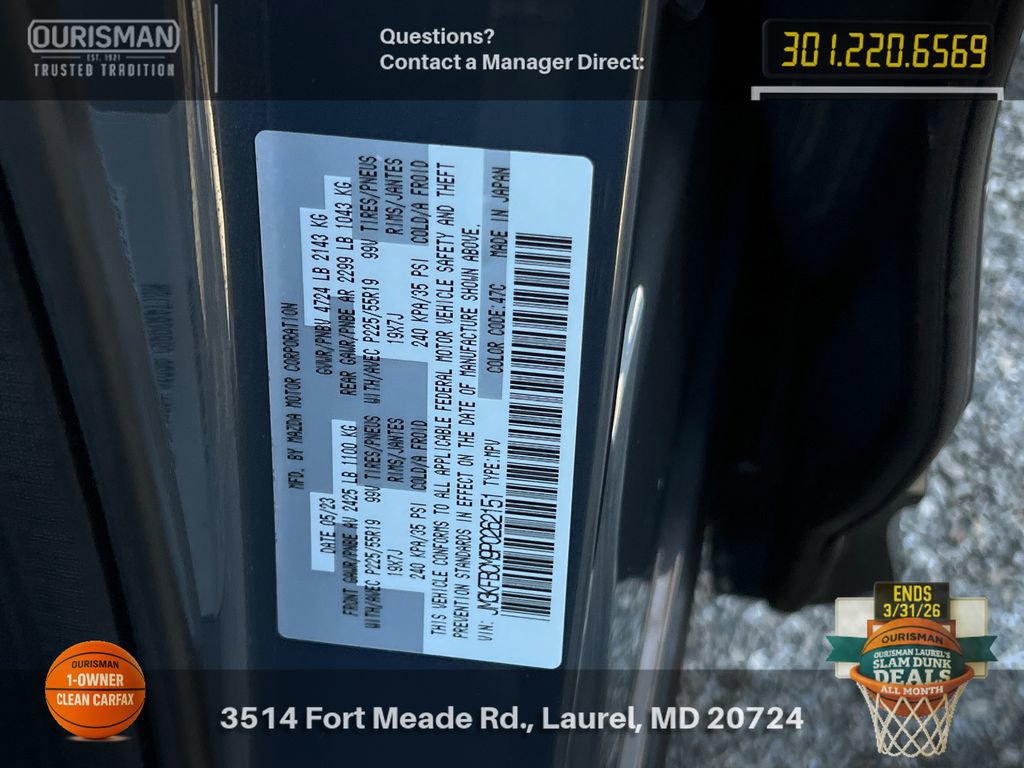 OURISMAN
EST. 1921
TRUSTED TRADITION
Questions?
Contact a Manager Direct:
301.220.6569
MFD. BY MAZDA MOTOR CORPORATION
DATE 05/23 GVWR/PNBV 4724 LB 2143 KG
FRONT GAWR/PNBE AV 2425 LB 1100 KG REAR GAWR/PNBE AR 2299 LB 1043 KG
WITH/AVEC P225/55R19 99V TIRES/PNEUS WITH/AVEC P225/55R19 99V TIRES/PNEUS
19X7J RIMS/JANTES 19X7J RIMS/JANTES
240 KPA/35 PSI COLD/A FROID 240 KPA/35 PSI COLD/A FROID
THIS VEHICLE CONFORMS TO ALL APPLICABLE FEDERAL MOTOR VEHICLE SAFETY AND THEFT
PREVENTION STANDARDS IN EFFECT ON THE DATE OF MANUFACTURE SHOWN ABOVE.
VIN: TYPE:MPV COLOR CODE:47C MADE IN JAPAN
OURISMAN
1-OWNER
CLEAN CARFAX
3514 Fort Meade Rd., Laurel, MD 20724
ENDS
3/31/26
OURISMAN
OURISMAN LAUREL'S
SLAM DUNK
DEALS
ALL MONTH